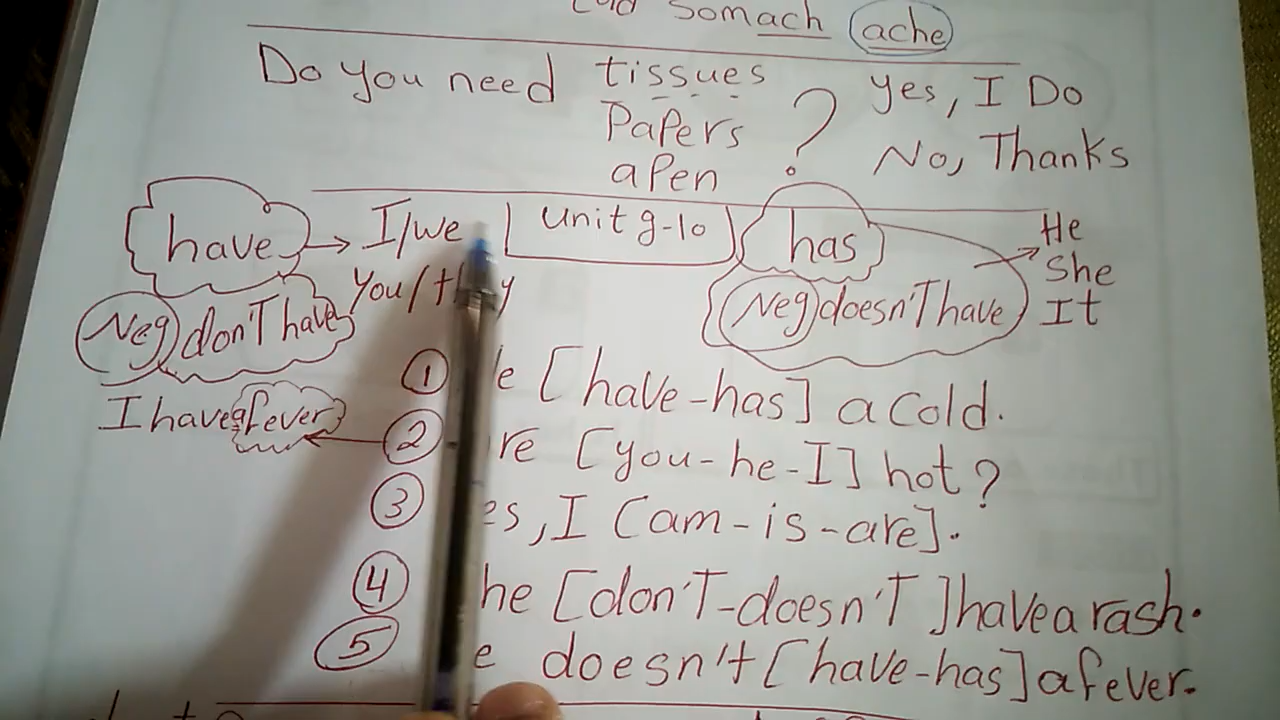 Somach ache
Do you need tissues
Papers ?
a Pen
yes, I Do
No, Thanks
have → I/we
You/
unit 9-10
has
He
She
It
Neg don't have
Neg doesn't have
I have a fever
1 [have-has] a cold.
2 [you-he-I] hot?
3 , I [am-is-are].
4 [don't-doesn't] have a rash.
5 doesn't [have-has] a fever.